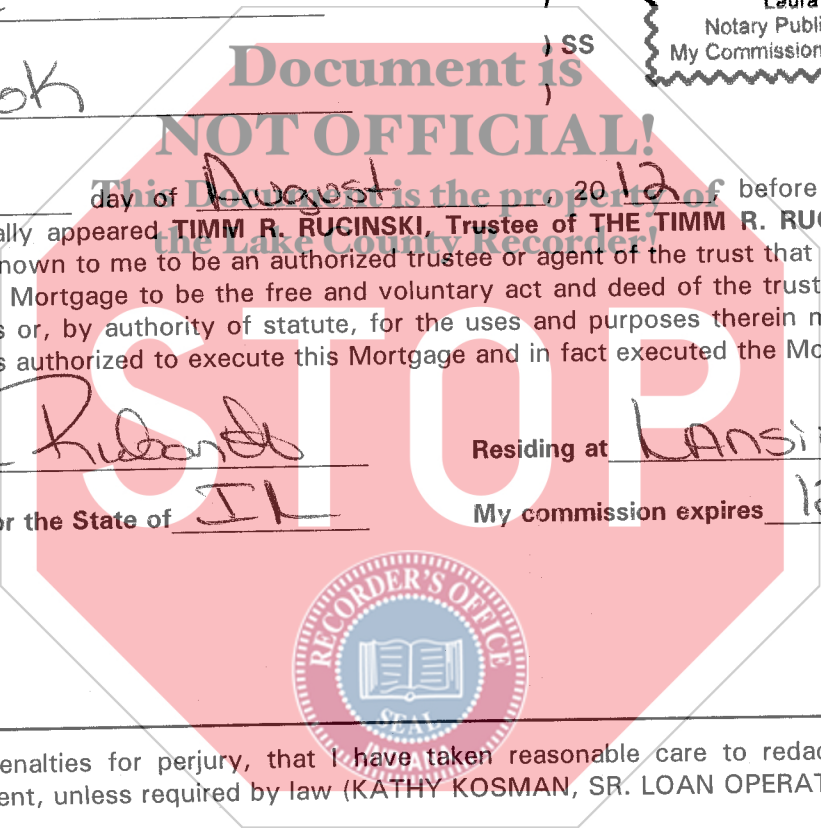 Laura
Notary Publi
) SS
My Commission
)
ok
Document is
NOT OFFICIAL!
This Document is the property of
the Lake County Recorder!
day of August, 20 12, before
ally appeared TIMM R. RUCINSKI, Trustee of THE TIMM R. RUC
nown to me to be an authorized trustee or agent of the trust that
Mortgage to be the free and voluntary act and deed of the trust
s or, by authority of statute, for the uses and purposes therein m
s authorized to execute this Mortgage and in fact executed the Mo
STOP
Residing at LAnsi
or the State of IL My commission expires 12
RECORDER'S OFFICE
SEAL
enalties for perjury, that I have taken reasonable care to redac
ent, unless required by law (KATHY KOSMAN, SR. LOAN OPERAT